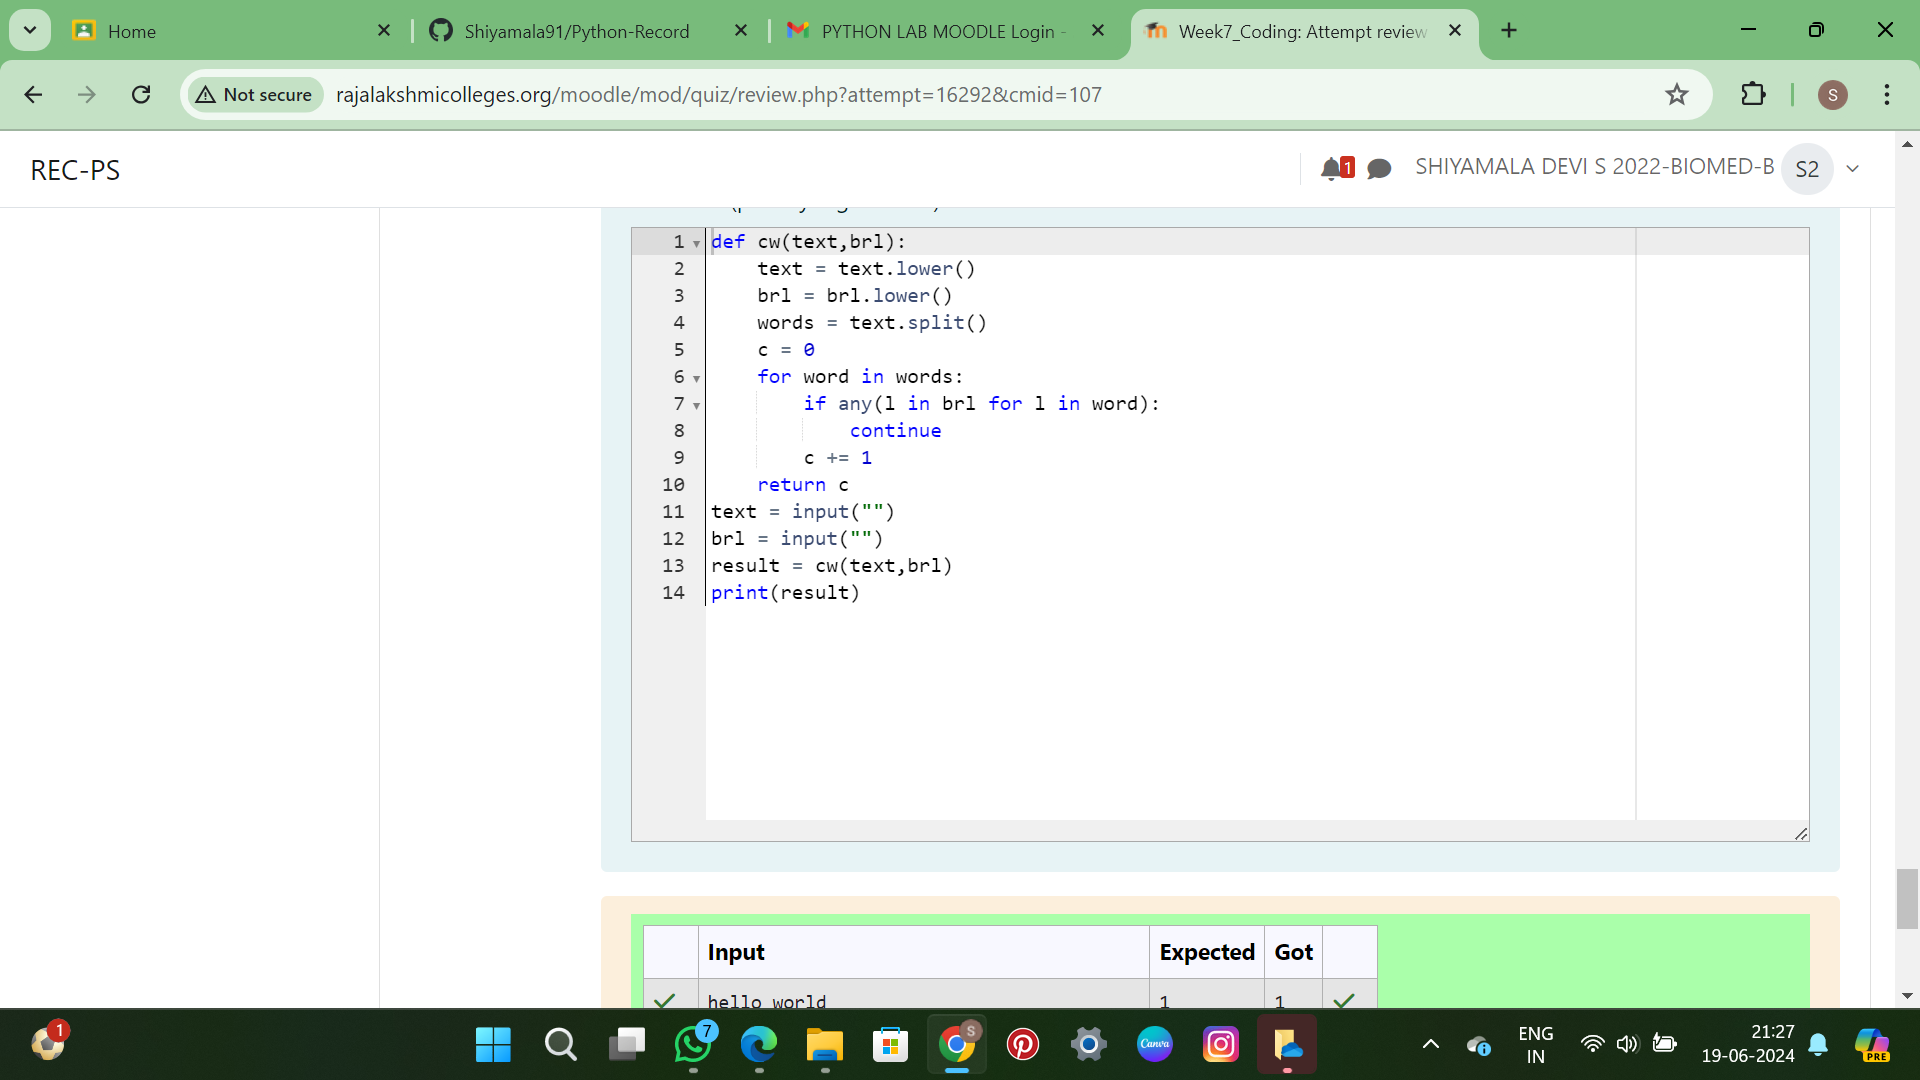 Home
Shiyamala91/Python-Record
PYTHON LAB MOODLE Login -
Week7_Coding: Attempt review
Not secure
rajalakshmicolleges.org/moodle/mod/quiz/review.php?attempt=16292&cmid=107
S
REC-PS
1
SHIYAMALA DEVI S 2022-BIOMED-B
S2
1 def cw(text,brl):
2     text = text.lower()
3     brl = brl.lower()
4     words = text.split()
5     c = 0
6     for word in words:
7         if any(l in brl for l in word):
8             continue
9         c += 1
10     return c
11 text = input("")
12 brl = input("")
13 result = cw(text,brl)
14 print(result)
Input Expected Got
hello world 1 1
1
7
S
Canva
ENG
IN
21:27
19-06-2024
PRE